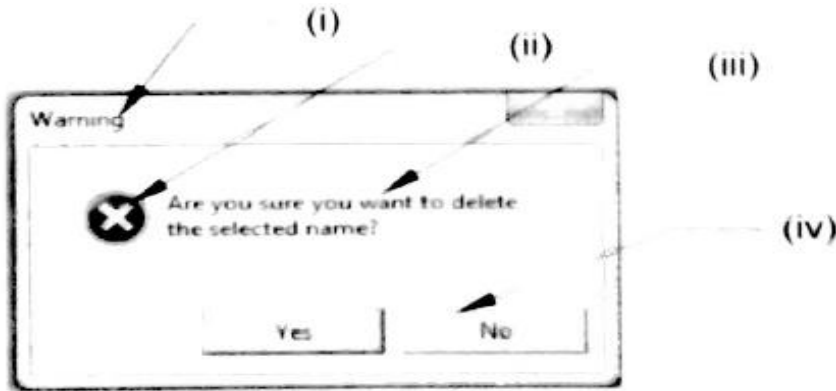 (i)
(ii)
(iii)
Warning
Are you sure you want to delete
the selected name?
(iv)
Yes No